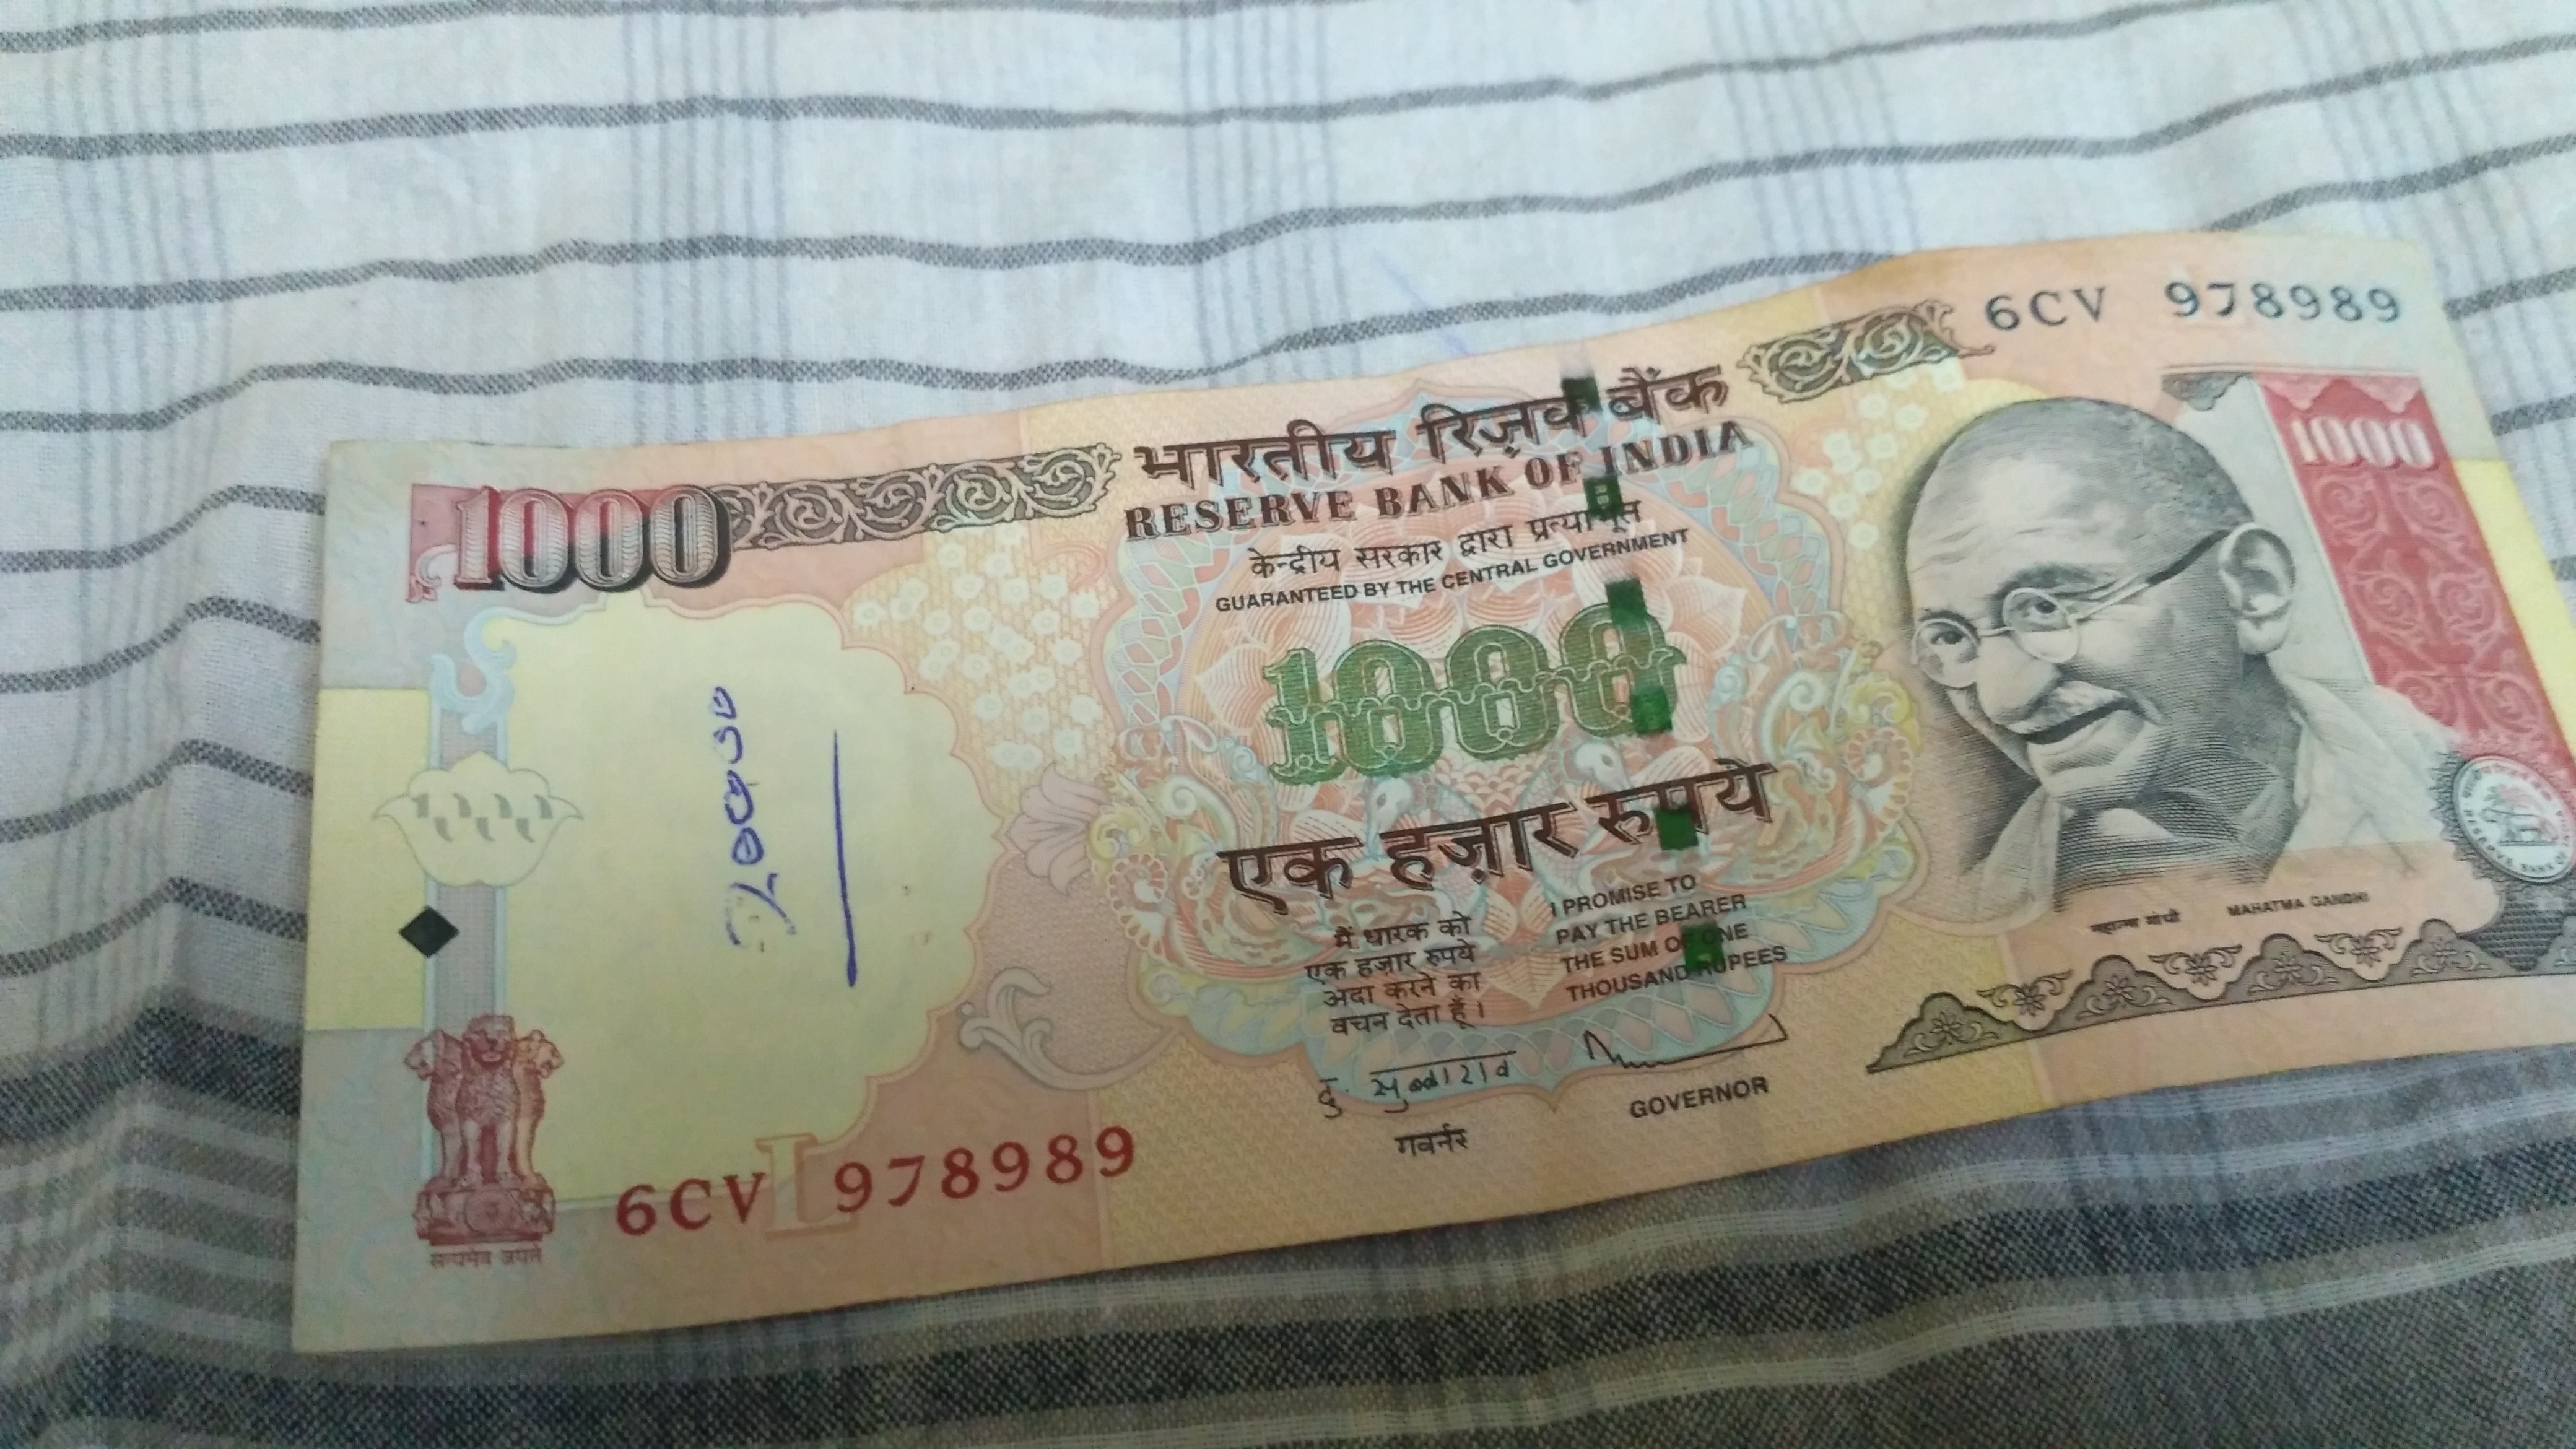 6CV 978989
1000
भारतीय रिज़र्व बैंक
RESERVE BANK OF INDIA
केन्द्रीय सरकार द्वारा प्रत्याभूत
GUARANTEED BY THE CENTRAL GOVERNMENT
1000
1000
एक हज़ार रुपये
मैं धारक को
एक हज़ार रुपये
अदा करने का
वचन देता हूँ।
I PROMISE TO
PAY THE BEARER
THE SUM OF ONE
THOUSAND RUPEES
गवर्नर
GOVERNOR
महात्मा गांधी MAHATMA GANDHI
6CV L 978989
सत्यमेव जयते